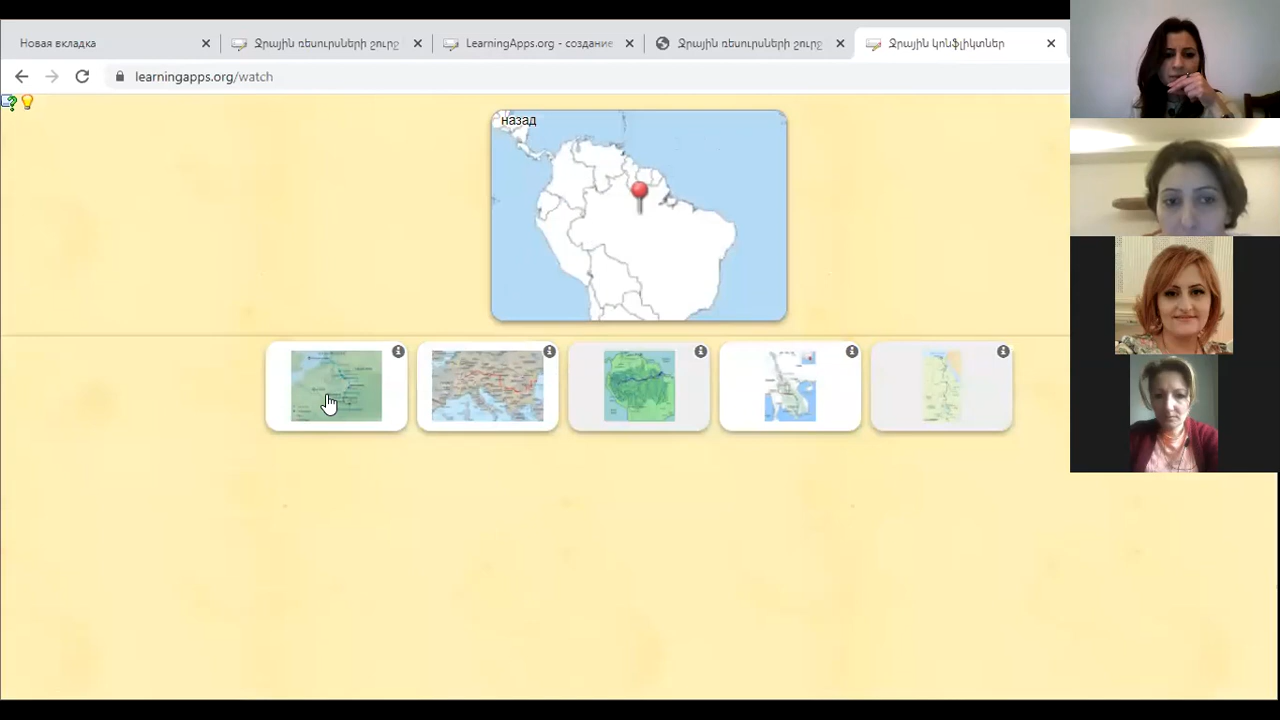 Новая вкладка
Ջրային ռեսուրսների շուրջ
LearningApps.org - создание
Ջրային ռեսուրսների շուրջ
Ջրային կոնֆլիկտներ
learningapps.org/watch
назад